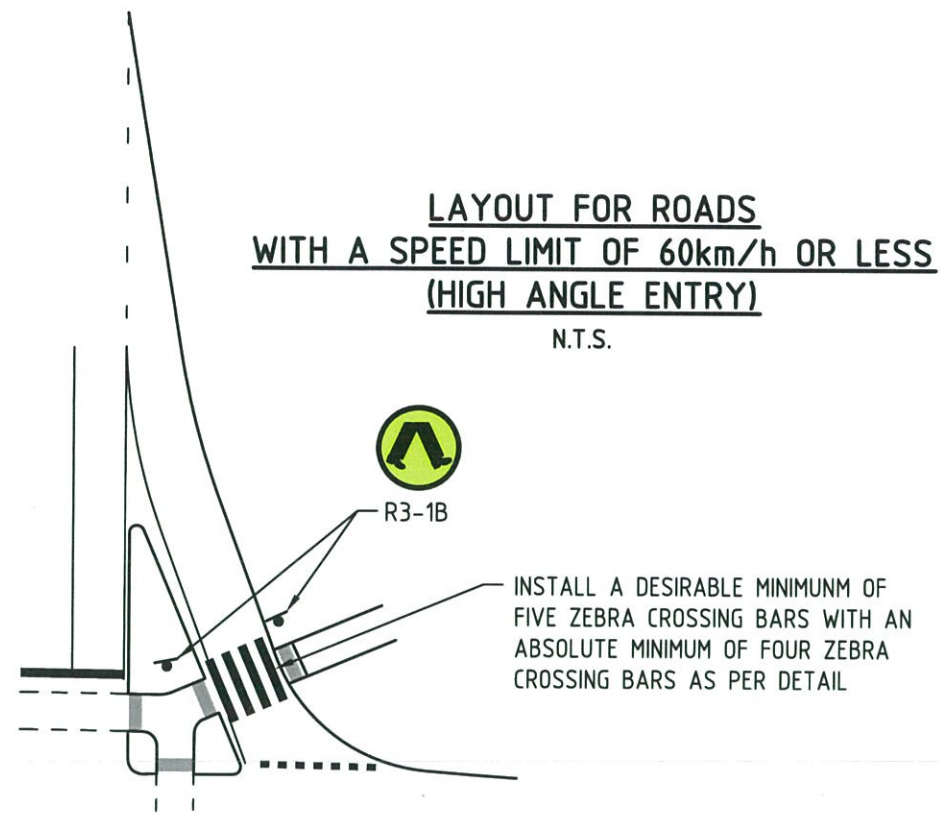 LAYOUT FOR ROADS
WITH A SPEED LIMIT OF 60km/h OR LESS
(HIGH ANGLE ENTRY)
N.T.S.
R3-1B
INSTALL A DESIRABLE MINIMUNM OF
FIVE ZEBRA CROSSING BARS WITH AN
ABSOLUTE MINIMUM OF FOUR ZEBRA
CROSSING BARS AS PER DETAIL